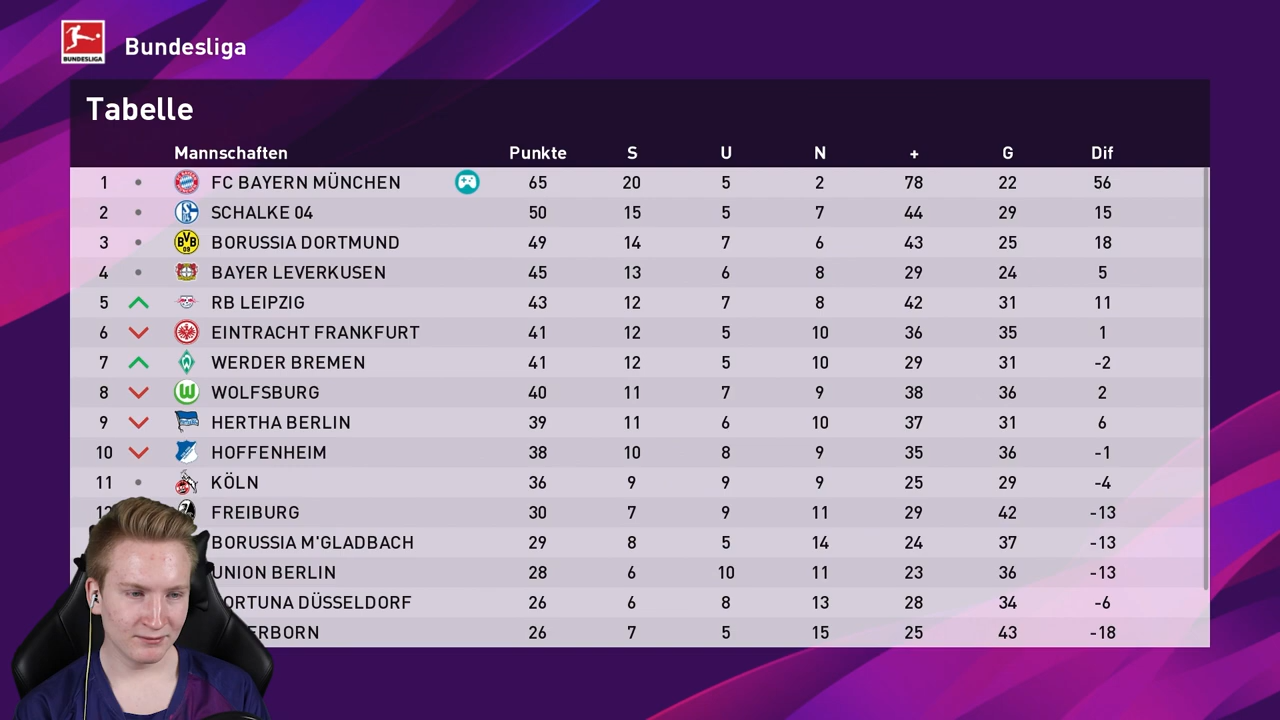 BUNDESLIGA
Bundesliga
Tabelle
Mannschaften Punkte S U N + G Dif
1 FC BAYERN MÜNCHEN 65 20 5 2 78 22 56
2 SCHALKE 04 50 15 5 7 44 29 15
3 BVB 09 BORUSSIA DORTMUND 49 14 7 6 43 25 18
4 BAYER LEVERKUSEN 45 13 6 8 29 24 5
5 RB LEIPZIG 43 12 7 8 42 31 11
6 EINTRACHT FRANKFURT 41 12 5 10 36 35 1
7 WERDER BREMEN 41 12 5 10 29 31 -2
8 WOLFSBURG 40 11 7 9 38 36 2
9 HERTHA BERLIN 39 11 6 10 37 31 6
10 HOFFENHEIM 38 10 8 9 35 36 -1
11 KÖLN 36 9 9 9 25 29 -4
12 FREIBURG 30 7 9 11 29 42 -13
BORUSSIA M'GLADBACH 29 8 5 14 24 37 -13
UNION BERLIN 28 6 10 11 23 36 -13
ORTUNA DÜSSELDORF 26 6 8 13 28 34 -6
ERBORN 26 7 5 15 25 43 -18